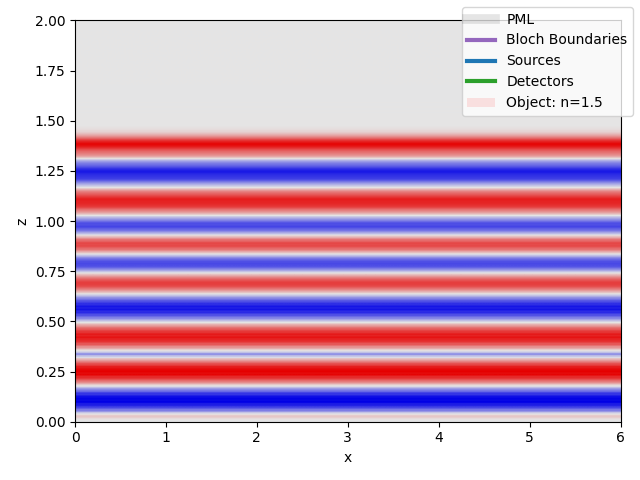 2.00
1.75
1.50
1.25
1.00
0.75
0.50
0.25
0.00
z
0
1
2
3
4
5
6
x
PML
Bloch Boundaries
Sources
Detectors
Object: n=1.5